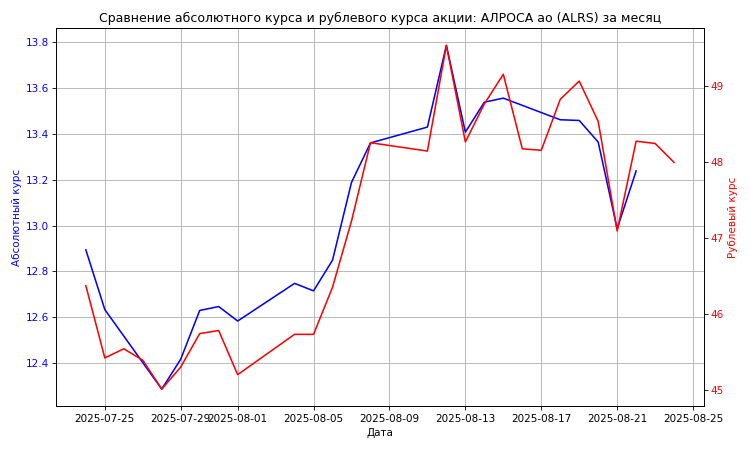 Сравнение абсолютного курса и рублевого курса акции: АЛРОСА ао (ALRS) за месяц
13.8
13.6
13.4
13.2
13.0
12.8
12.6
12.4
Абсолютный курс
49
48
47
46
45
Рублевый курс
2025-07-25 2025-07-29 2025-08-01 2025-08-05 2025-08-09 2025-08-13 2025-08-17 2025-08-21 2025-08-25
Дата